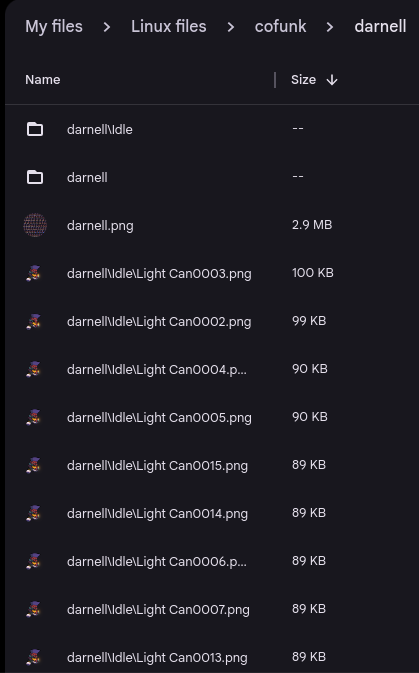 My files > Linux files > cofunk > darnell
Name | Size ↓
darnell\Idle --
darnell --
darnell.png 2.9 MB
darnell\Idle\Light Can0003.png 100 KB
darnell\Idle\Light Can0002.png 99 KB
darnell\Idle\Light Can0004.p... 90 KB
darnell\Idle\Light Can0005.png 90 KB
darnell\Idle\Light Can0015.png 89 KB
darnell\Idle\Light Can0014.png 89 KB
darnell\Idle\Light Can0006.p... 89 KB
darnell\Idle\Light Can0007.png 89 KB
darnell\Idle\Light Can0013.png 89 KB